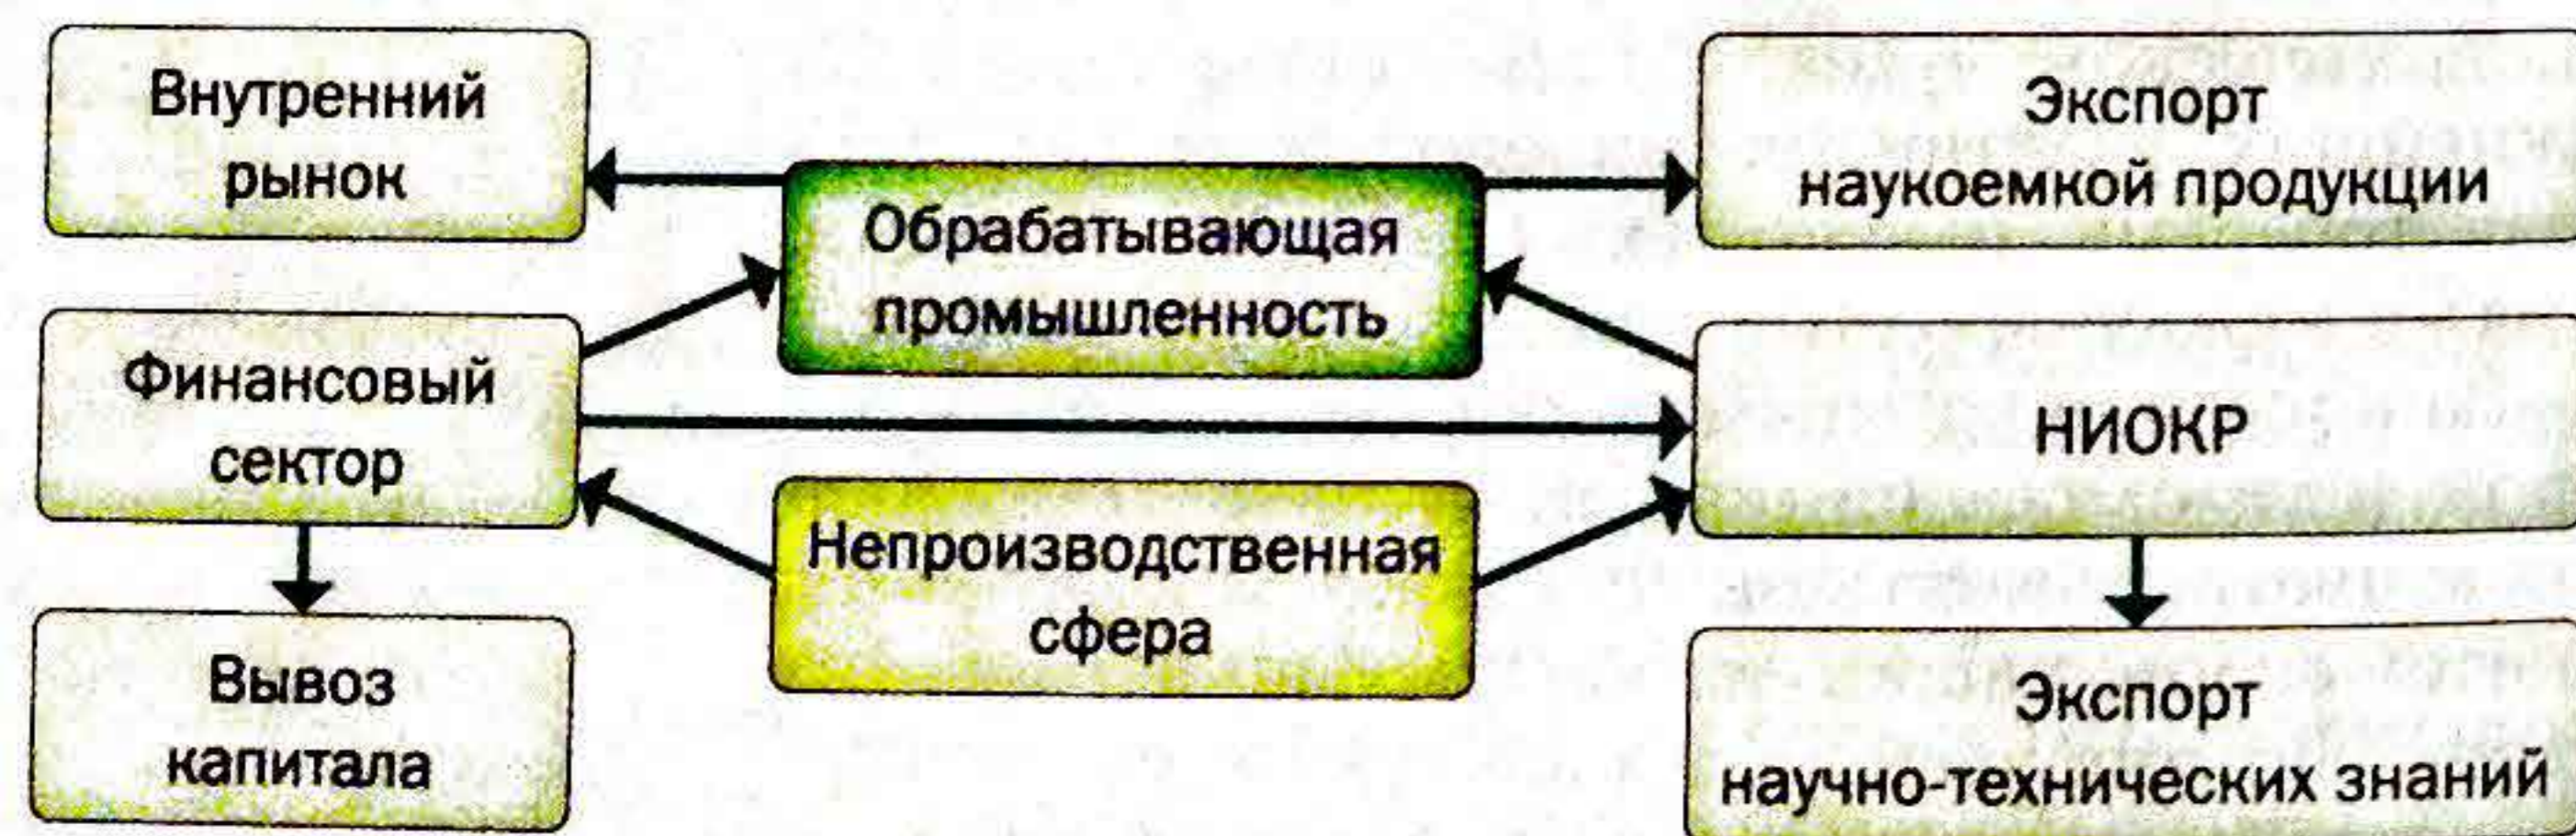 Внутренний
рынок
Экспорт
наукоемкой продукции
Обрабатывающая
промышленность
Финансовый
сектор
НИОКР
Непроизводственная
сфера
Вывоз
капитала
Экспорт
научно-технических знаний